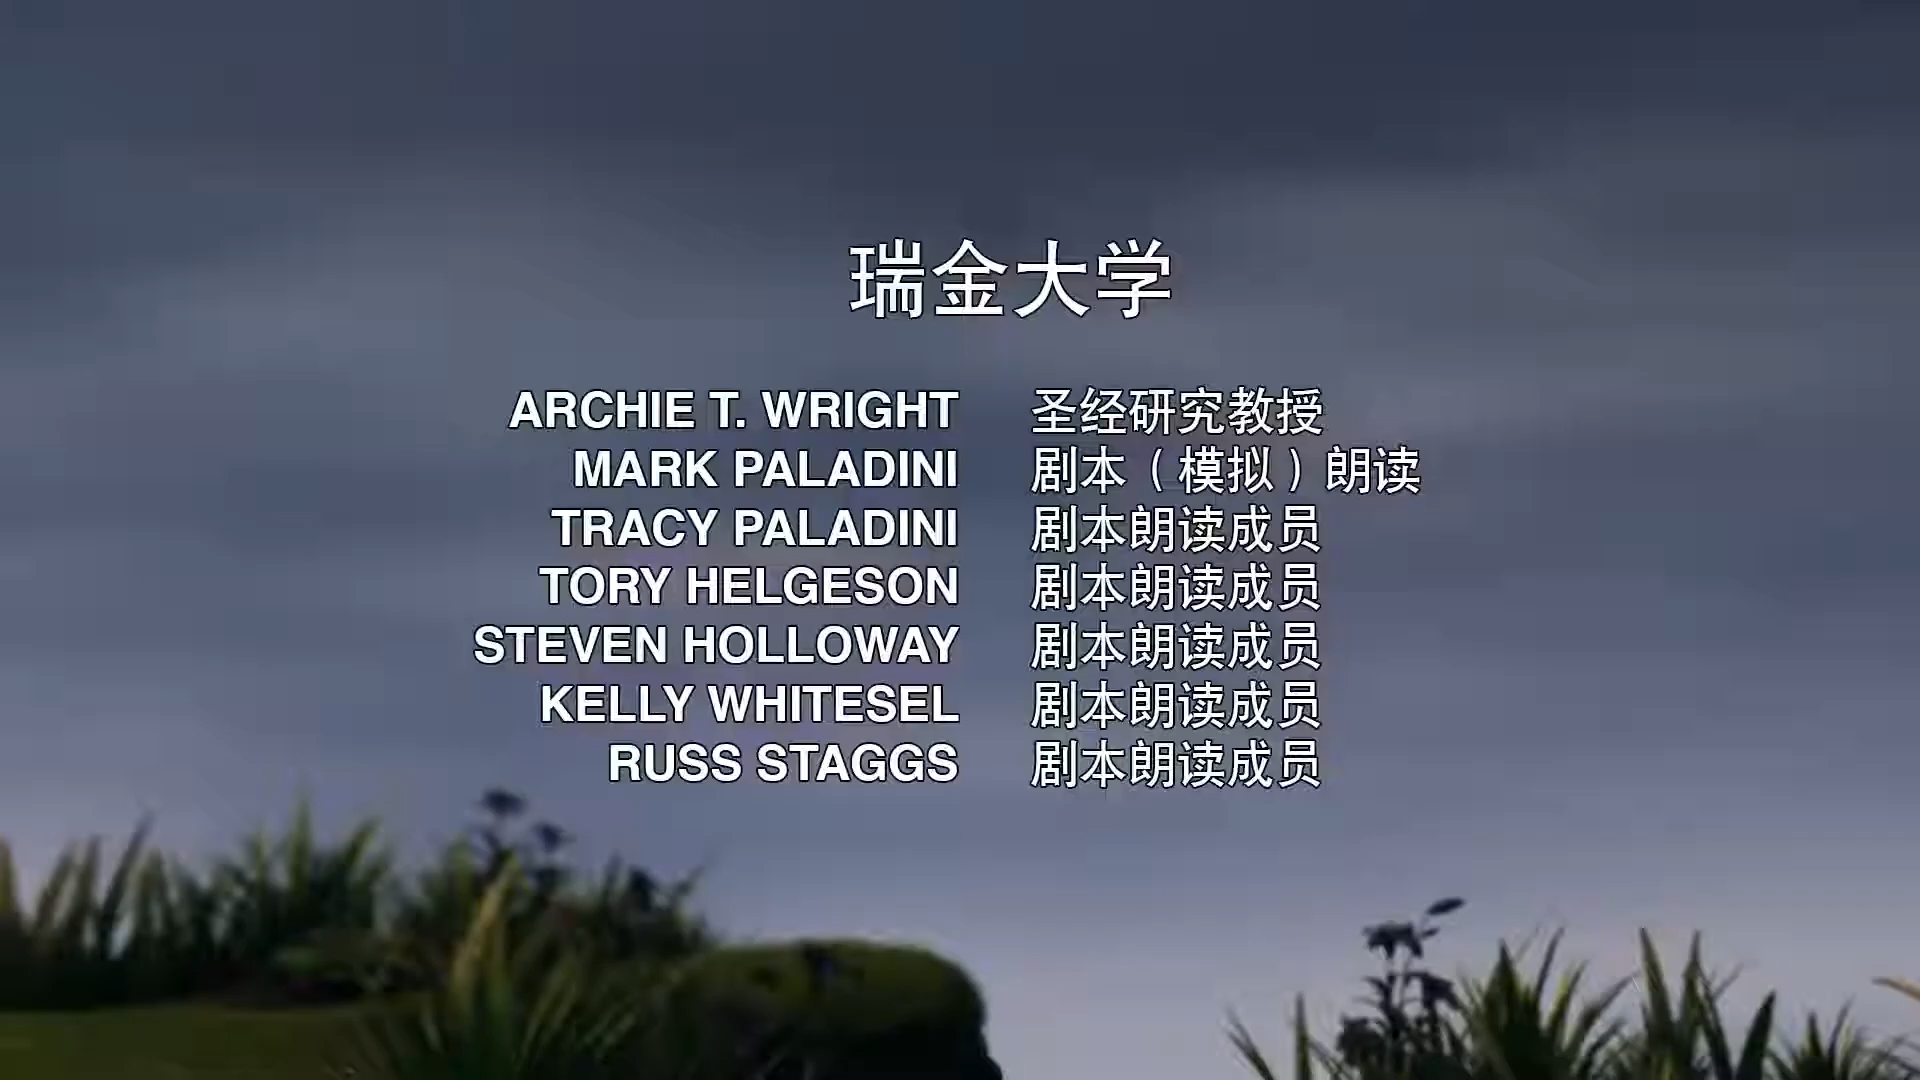 瑞金大学
ARCHIE T. WRIGHT 圣经研究教授
MARK PALADINI 剧本（模拟）朗读
TRACY PALADINI 剧本朗读成员
TORY HELGESON 剧本朗读成员
STEVEN HOLLOWAY 剧本朗读成员
KELLY WHITESEL 剧本朗读成员
RUSS STAGGS 剧本朗读成员